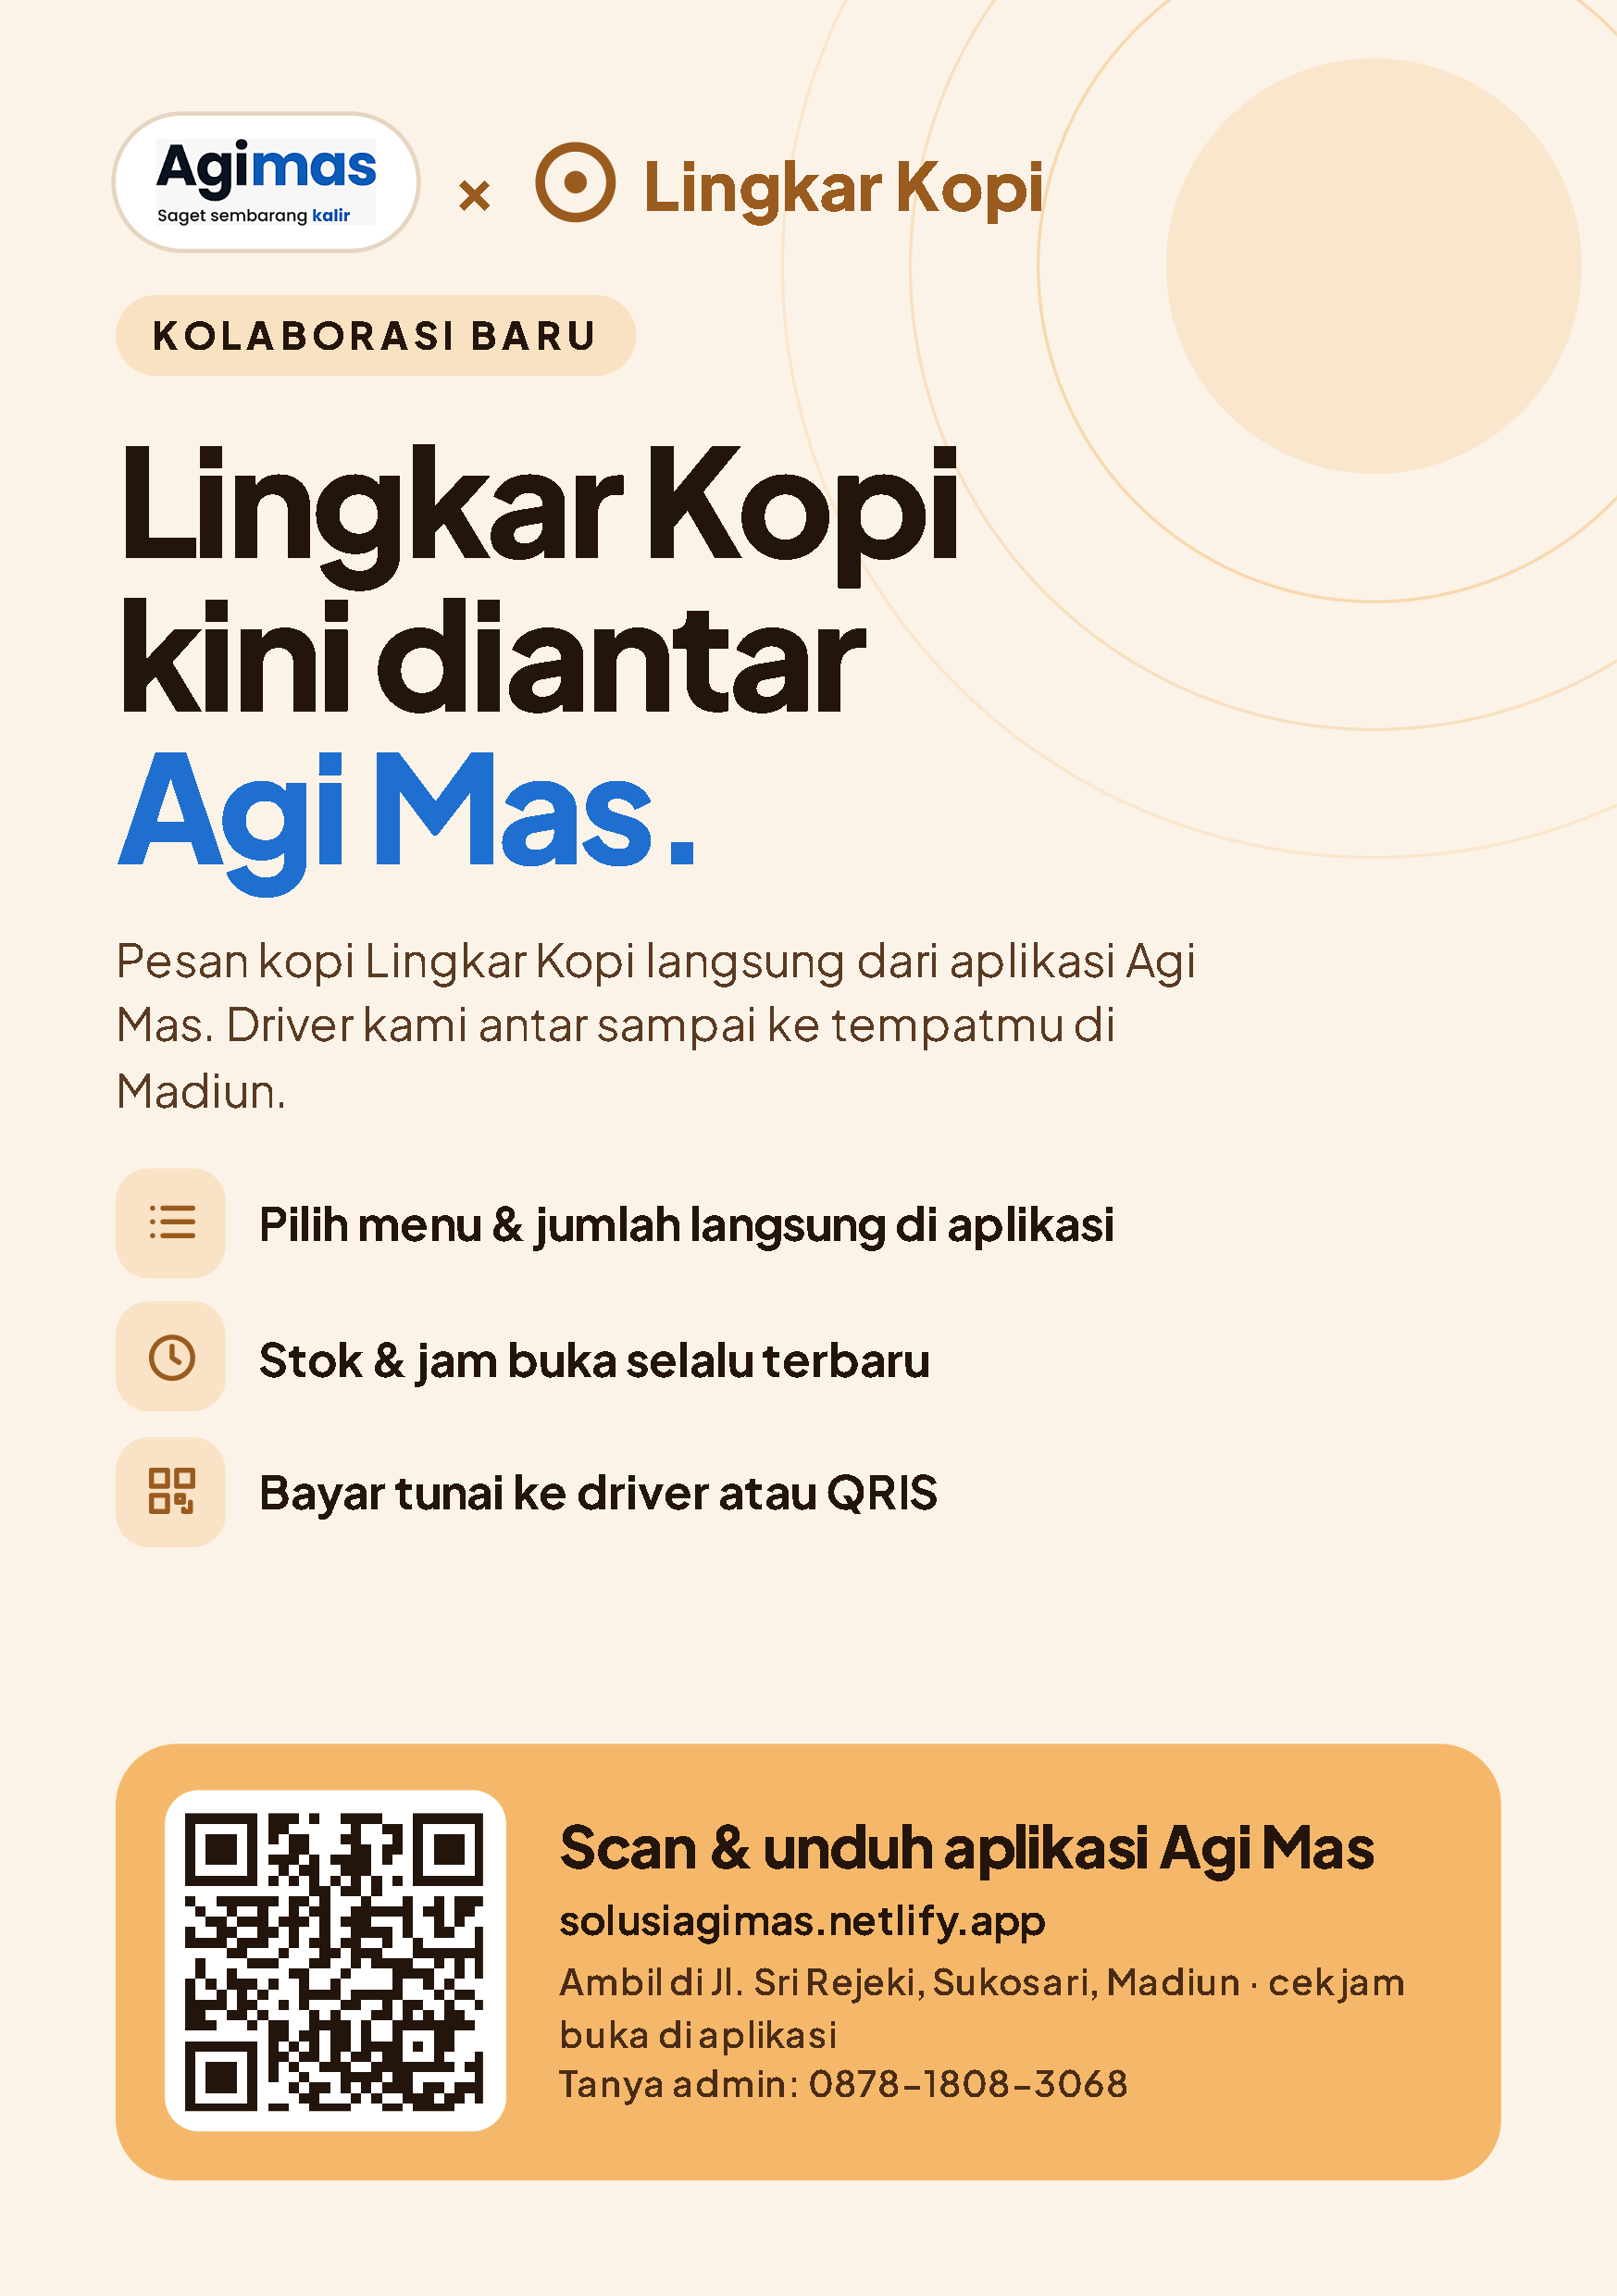 Agimas
Saget sembarang kalir
×
Lingkar Kopi
KOLABORASI BARU
Lingkar Kopi
kini diantar
Agi Mas.
Pesan kopi Lingkar Kopi langsung dari aplikasi Agi
Mas. Driver kami antar sampai ke tempatmu di
Madiun.
Pilih menu & jumlah langsung di aplikasi
Stok & jam buka selalu terbaru
Bayar tunai ke driver atau QRIS
Scan & unduh aplikasi Agi Mas
solusiagimas.netlify.app
Ambil di Jl. Sri Rejeki, Sukosari, Madiun · cek jam
buka di aplikasi
Tanya admin: 0878-1808-3068